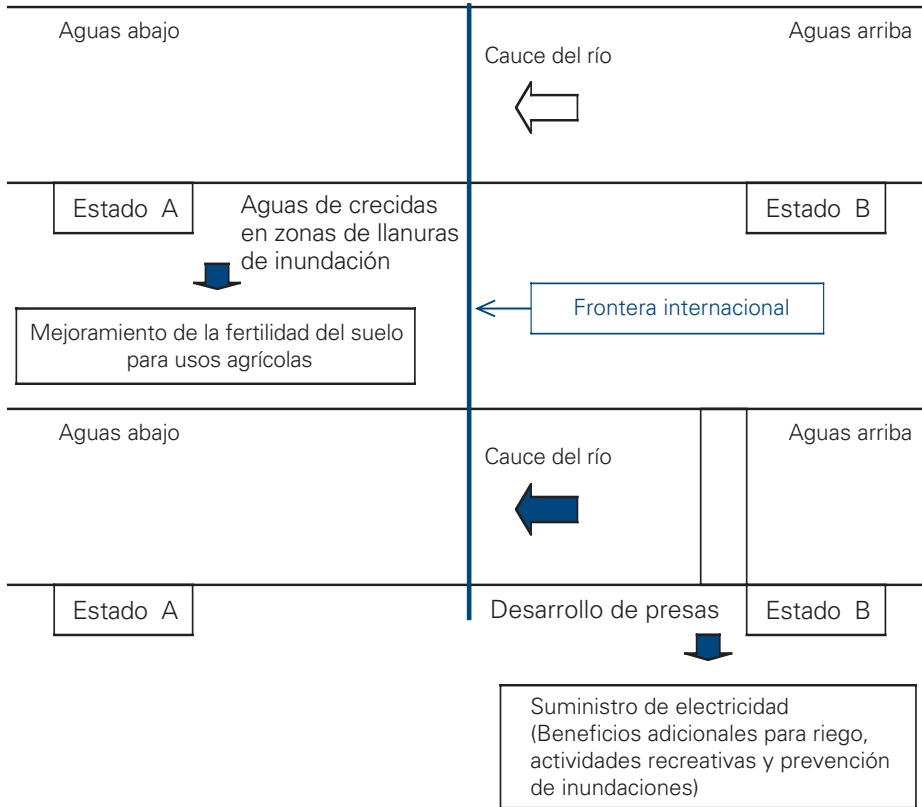 Aguas abajo
Aguas arriba
Cauce del río
Estado A
Aguas de crecidas
en zonas de llanuras
de inundación
Estado B
Mejoramiento de la fertilidad del suelo
para usos agrícolas
Frontera internacional
Aguas abajo
Aguas arriba
Cauce del río
Estado A
Desarrollo de presas
Estado B
Suministro de electricidad
(Beneficios adicionales para riego,
actividades recreativas y prevención
de inundaciones)